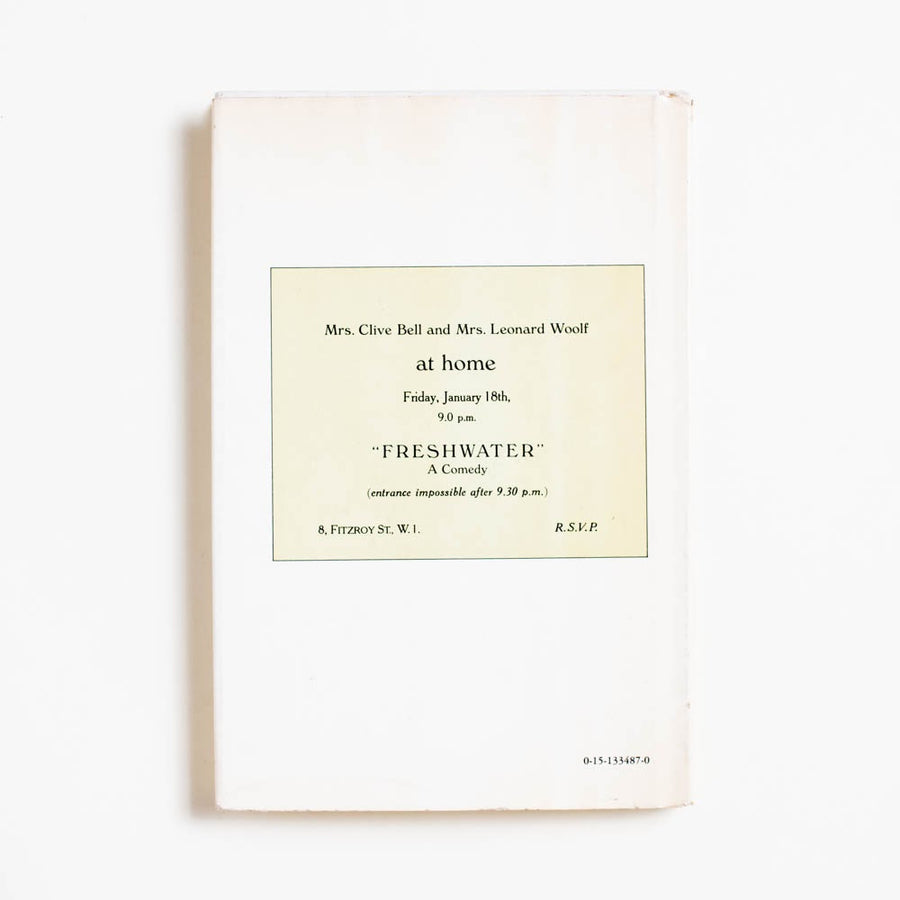 Mrs. Clive Bell and Mrs. Leonard Woolf
at home
Friday, January 18th,
9.0 p.m.
"FRESHWATER"
A Comedy
(entrance impossible after 9.30 p.m.)
8, FITZROY ST., W.1. R.S.V.P.
0-15-133487-0